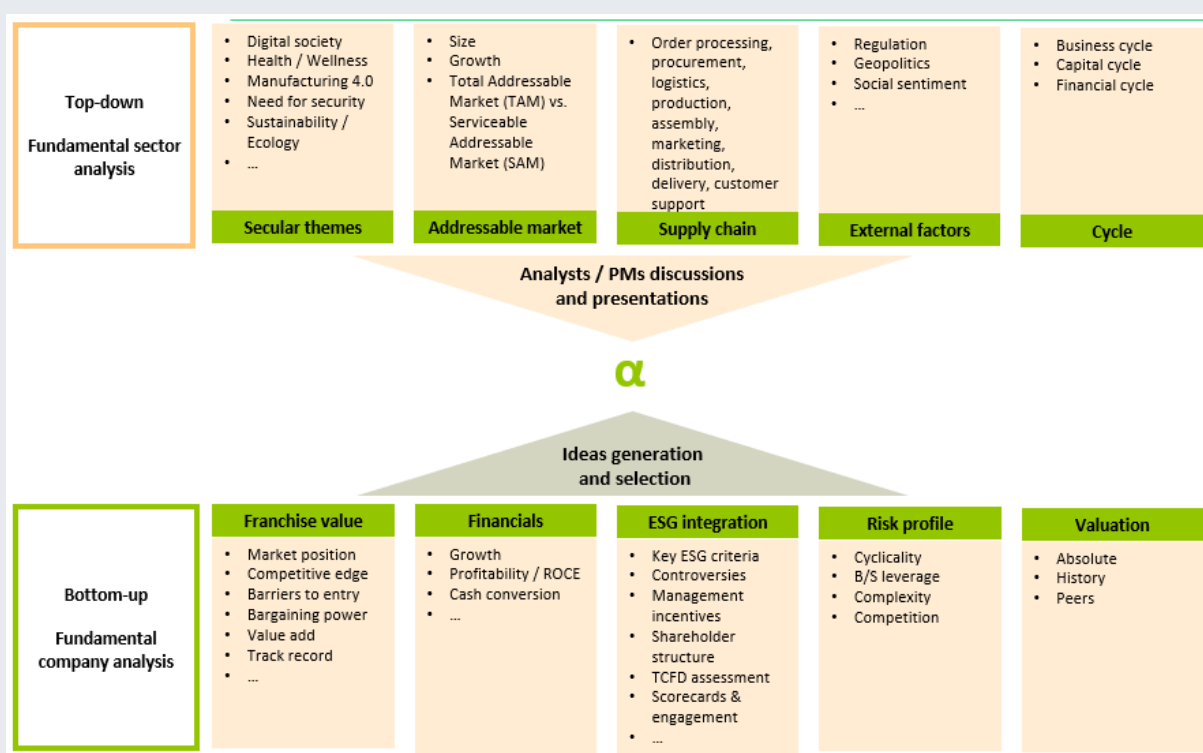 Top-down
Fundamental sector
analysis
• Digital society
• Health / Wellness
• Manufacturing 4.0
• Need for security
• Sustainability /
Ecology
• ...
Secular themes
• Size
• Growth
• Total Addressable
Market (TAM) vs.
Serviceable
Addressable
Market (SAM)
Addressable market
• Order processing,
procurement,
logistics,
production,
assembly,
marketing,
distribution,
delivery, customer
support
Supply chain
• Regulation
• Geopolitics
• Social sentiment
• ...
External factors
• Business cycle
• Capital cycle
• Financial cycle
Cycle
Analysts / PMs discussions
and presentations
α
Ideas generation
and selection
Bottom-up
Fundamental
company analysis
Franchise value
• Market position
• Competitive edge
• Barriers to entry
• Bargaining power
• Value add
• Track record
• ...
Financials
• Growth
• Profitability / ROCE
• Cash conversion
• ...
ESG integration
• Key ESG criteria
• Controversies
• Management
incentives
• Shareholder
structure
• TCFD assessment
• Scorecards &
engagement
• ...
Risk profile
• Cyclicality
• B/S leverage
• Complexity
• Competition
Valuation
• Absolute
• History
• Peers